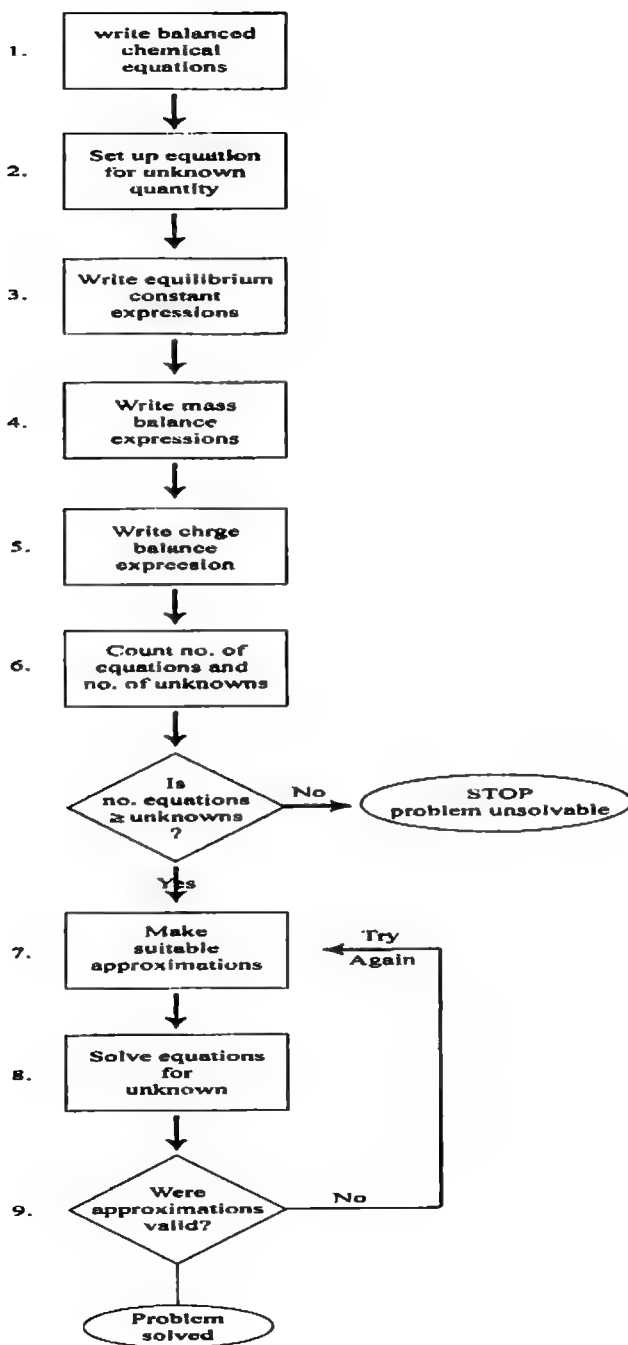 1.
write balanced
chemical
equations
2.
Set up equation
for unknown
quantity
3.
Write equilibrium
constant
expressions
4.
Write mass
balance
expressions
5.
Write chrge
balance
expreesion
6.
Count no. of
equations and
no. of unknowns
Is
no. equations
≥ unknowns
?
No
STOP
problem unsolvable
Yes
7.
Make
suitable
approximations
Try
Again
8.
Solve equations
for
unknown
9.
Were
approximations
valid?
No
Problem
solved